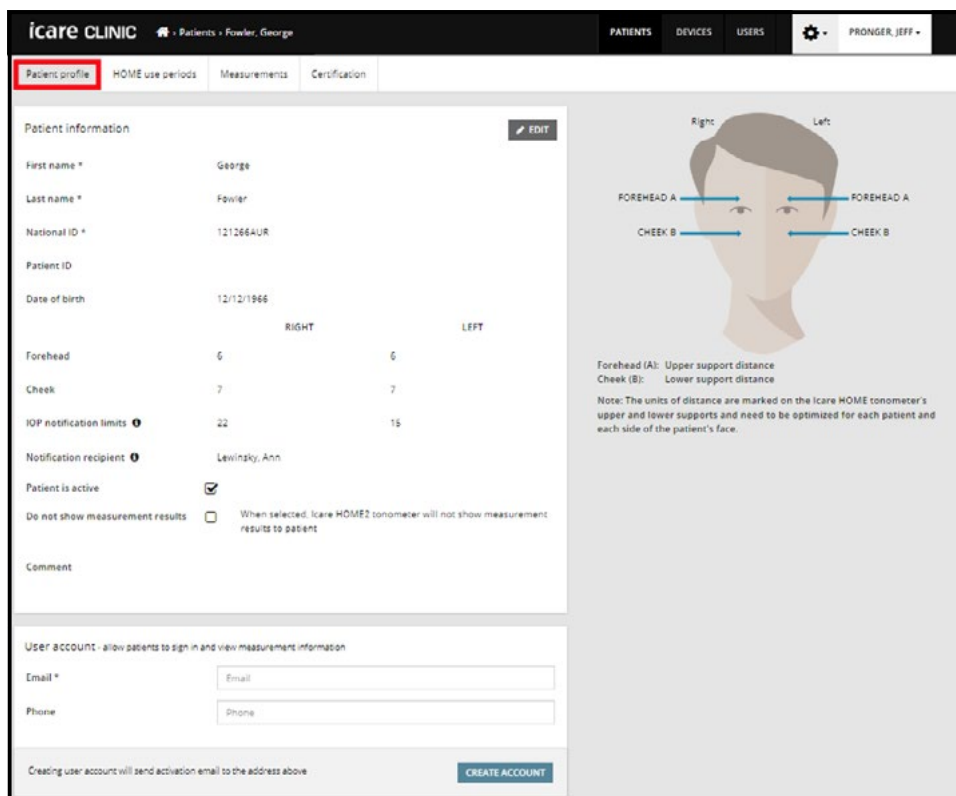 icare CLINIC › Patients › Fowler, George PATIENTS DEVICES USERS PRONGER, JEFF
Patient profile HOME use periods Measurements Certification
Patient information EDIT
First name * George
Last name * Fowler
National ID * 121266AUR
Patient ID
Date of birth 12/12/1966
RIGHT LEFT
Forehead 6 6
Cheek 7 7
IOP notification limits 22 15
Notification recipient Lewinsky, Ann
Patient is active
Do not show measurement results When selected, Icare HOME2 tonometer will not show measurement
results to patient
Comment
User account - allow patients to sign in and view measurement information
Email * Email
Phone Phone
Creating user account will send activation email to the address above CREATE ACCOUNT
Right Left
FOREHEAD A FOREHEAD A
CHEEK B CHEEK B
Forehead (A): Upper support distance
Cheek (B): Lower support distance
Note: The units of distance are marked on the Icare HOME tonometer's
upper and lower supports and need to be optimized for each patient and
each side of the patient's face.